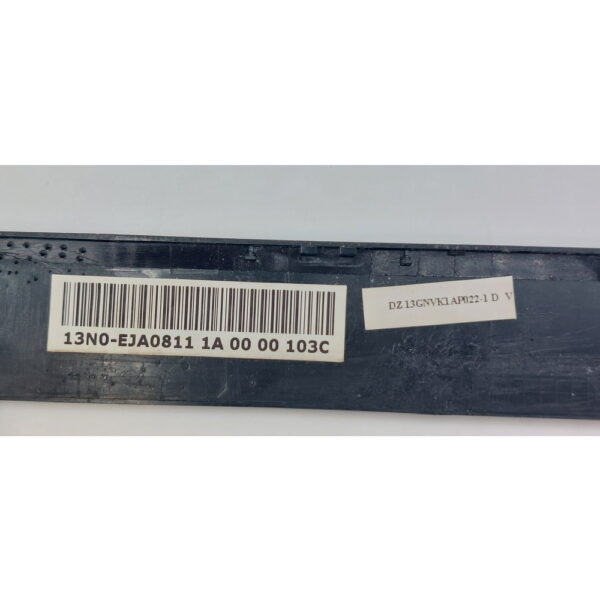 13N0-EJA0811 1A 00 00 103C
DZ 13GNVK1AP022-1 D V